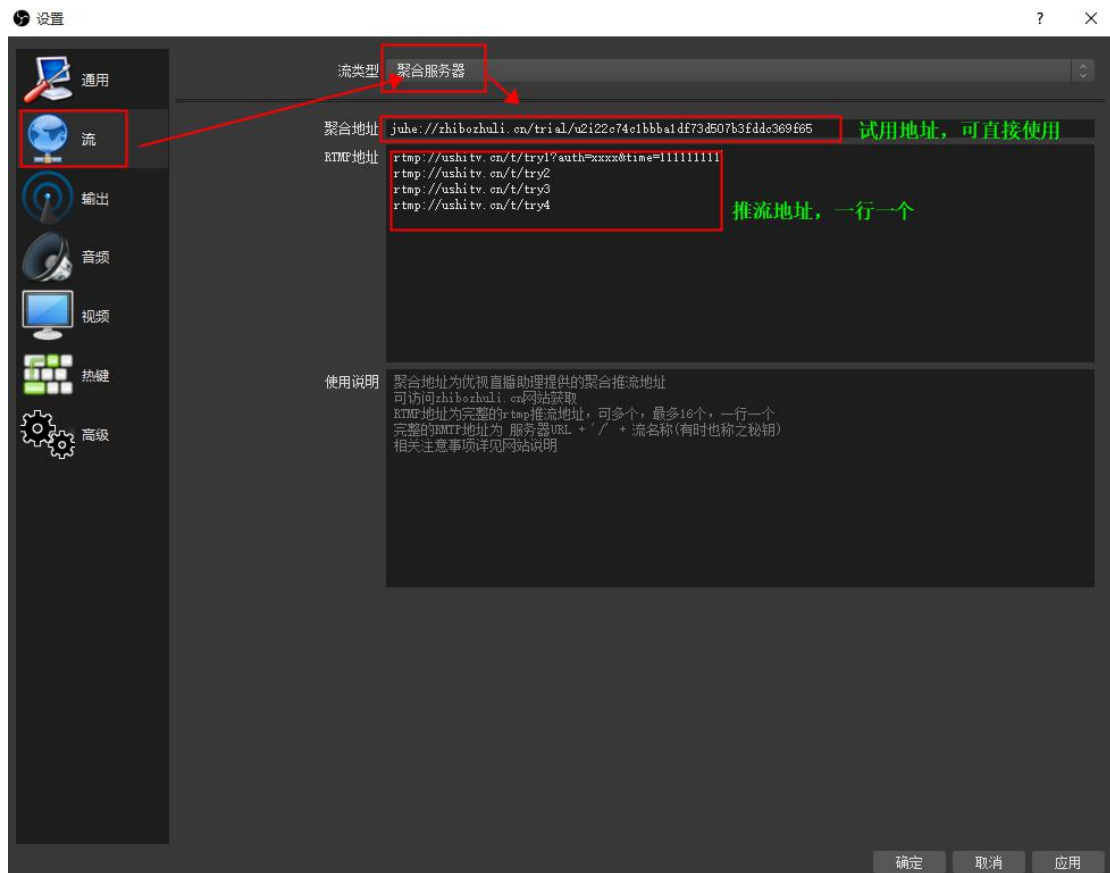 设置
通用
流
输出
音频
视频
热键
高级
流类型 聚合服务器
聚合地址 juhe://zhibozhuli.cn/trial/u2i22c74c1bbba1df73d507b3fddc369f65 试用地址，可直接使用
RTMP地址 rtmp://ushitv.cn/t/try1?auth=xxxx&time=111111111
rtmp://ushitv.cn/t/try2
rtmp://ushitv.cn/t/try3
rtmp://ushitv.cn/t/try4
推流地址，一行一个
使用说明 聚合地址为优视直播助理提供的聚合推流地址
可访问zhibozhuli.cn网站获取
RTMP地址为完整的rtmp推流地址，可多个，最多16个，一行一个
完整的RMTP地址为 服务器URL + '/' + 流名称(有时也称之秘钥)
相关注意事项详见网站说明
确定 取消 应用